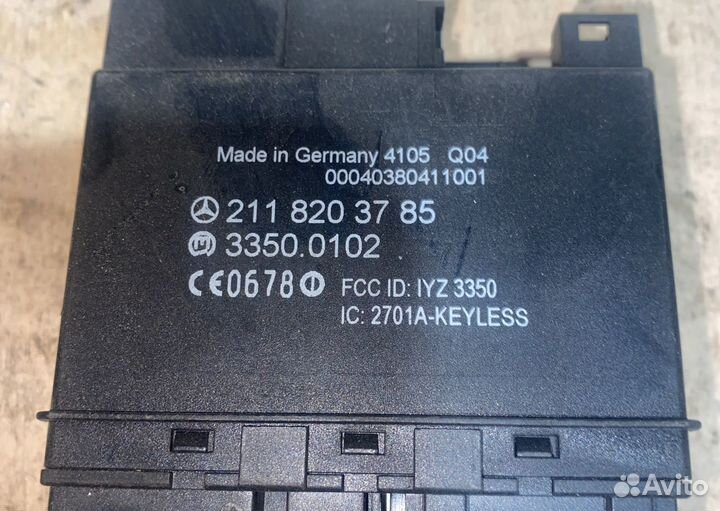 Made in Germany 4105 Q04
00040380411001
211 820 37 85
3350.0102
CE0678
FCC ID: IYZ 3350
IC: 2701A-KEYLESS
Avito